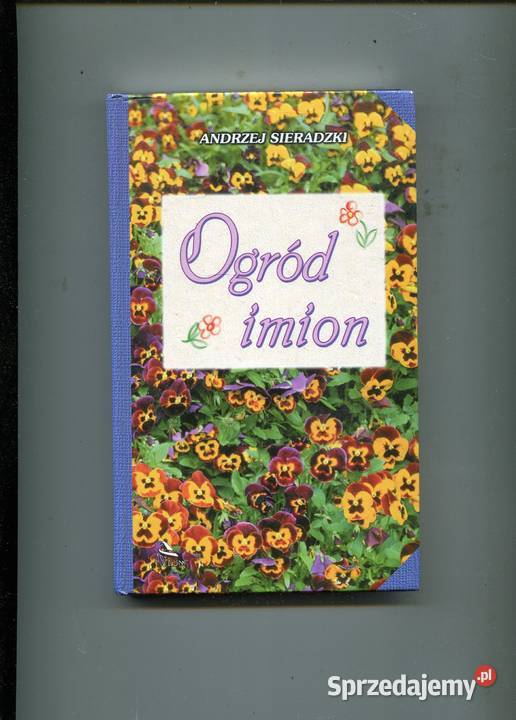 ANDRZEJ SIERADZKI
Ogród
imion
Sprzedajemy.pl